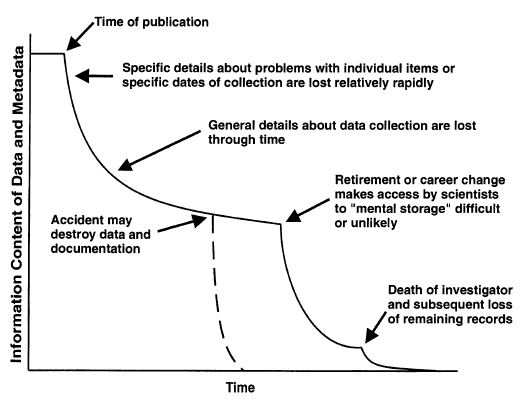 Time of publication
Specific details about problems with individual items or
specific dates of collection are lost relatively rapidly
General details about data collection are lost
through time
Retirement or career change
makes access by scientists
to "mental storage" difficult
or unlikely
Accident may
destroy data and
documentation
Death of investigator
and subsequent loss
of remaining records
Information Content of Data and Metadata
Time